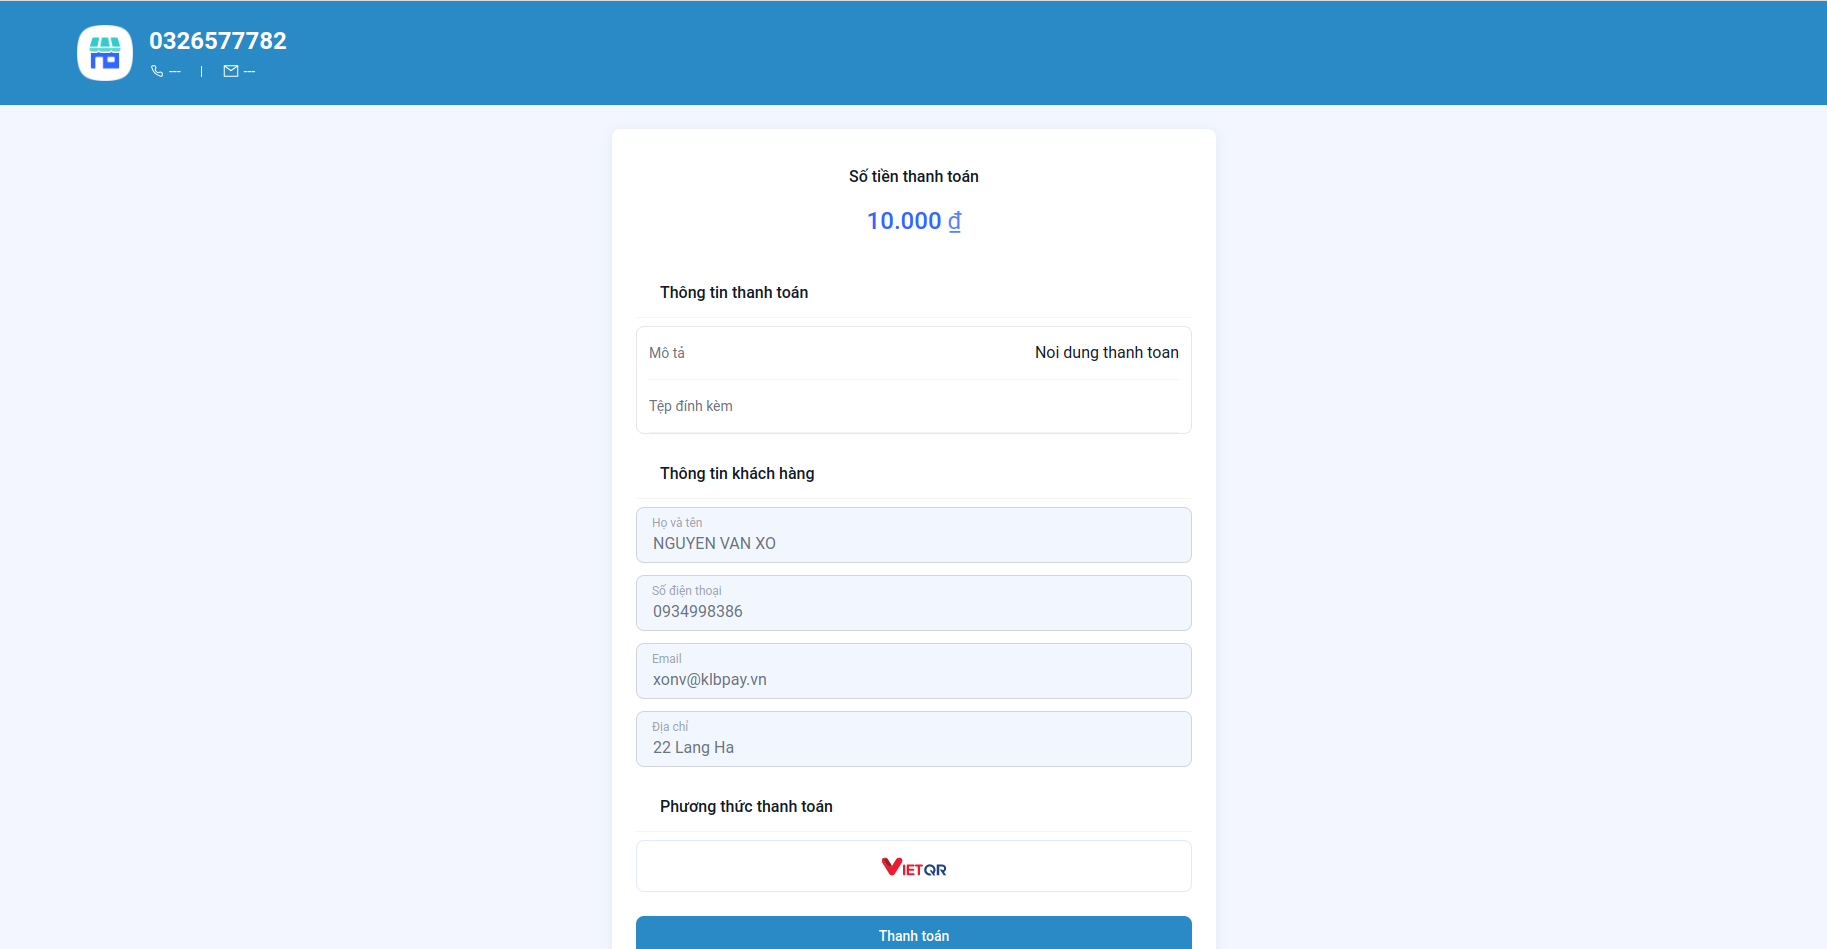 0326577782
--- | ---
Số tiền thanh toán
10.000 ₫
Thông tin thanh toán
Mô tả Noi dung thanh toan
Tệp đính kèm
Thông tin khách hàng
Họ và tên
NGUYEN VAN XO
Số điện thoại
0934998386
Email
xonv@klbpay.vn
Địa chỉ
22 Lang Ha
Phương thức thanh toán
VIETQR
Thanh toán